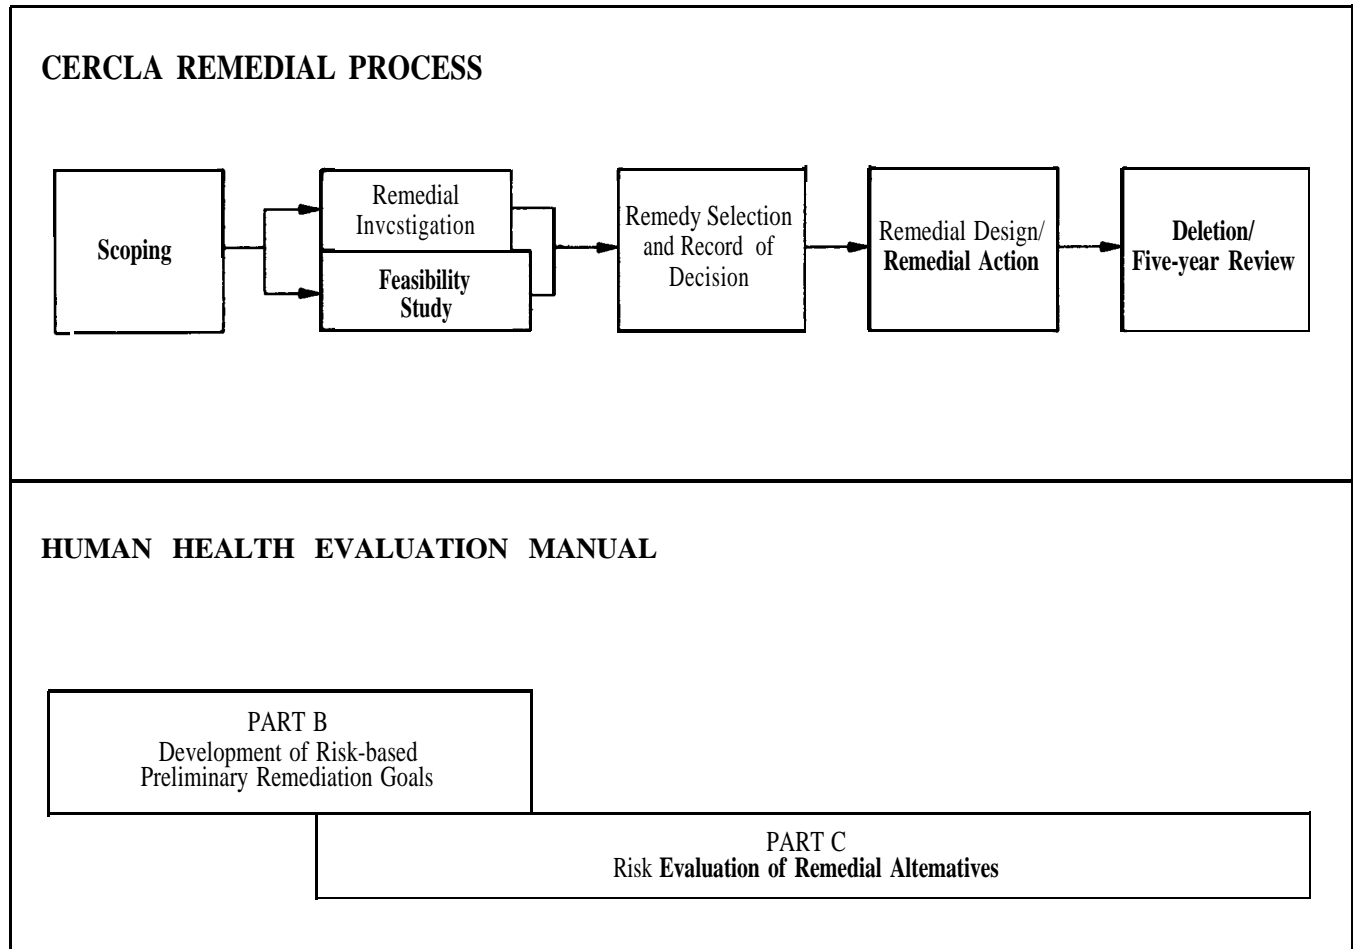 CERCLA REMEDIAL PROCESS
Scoping
Remedial
Invcstigation
Feasibility
Study
Remedy Selection
and Record of
Decision
Remedial Design/
Remedial Action
Deletion/
Five-year Review
HUMAN HEALTH EVALUATION MANUAL
PART B
Development of Risk-based
Preliminary Remediation Goals
PART C
Risk Evaluation of Remedial Altematives